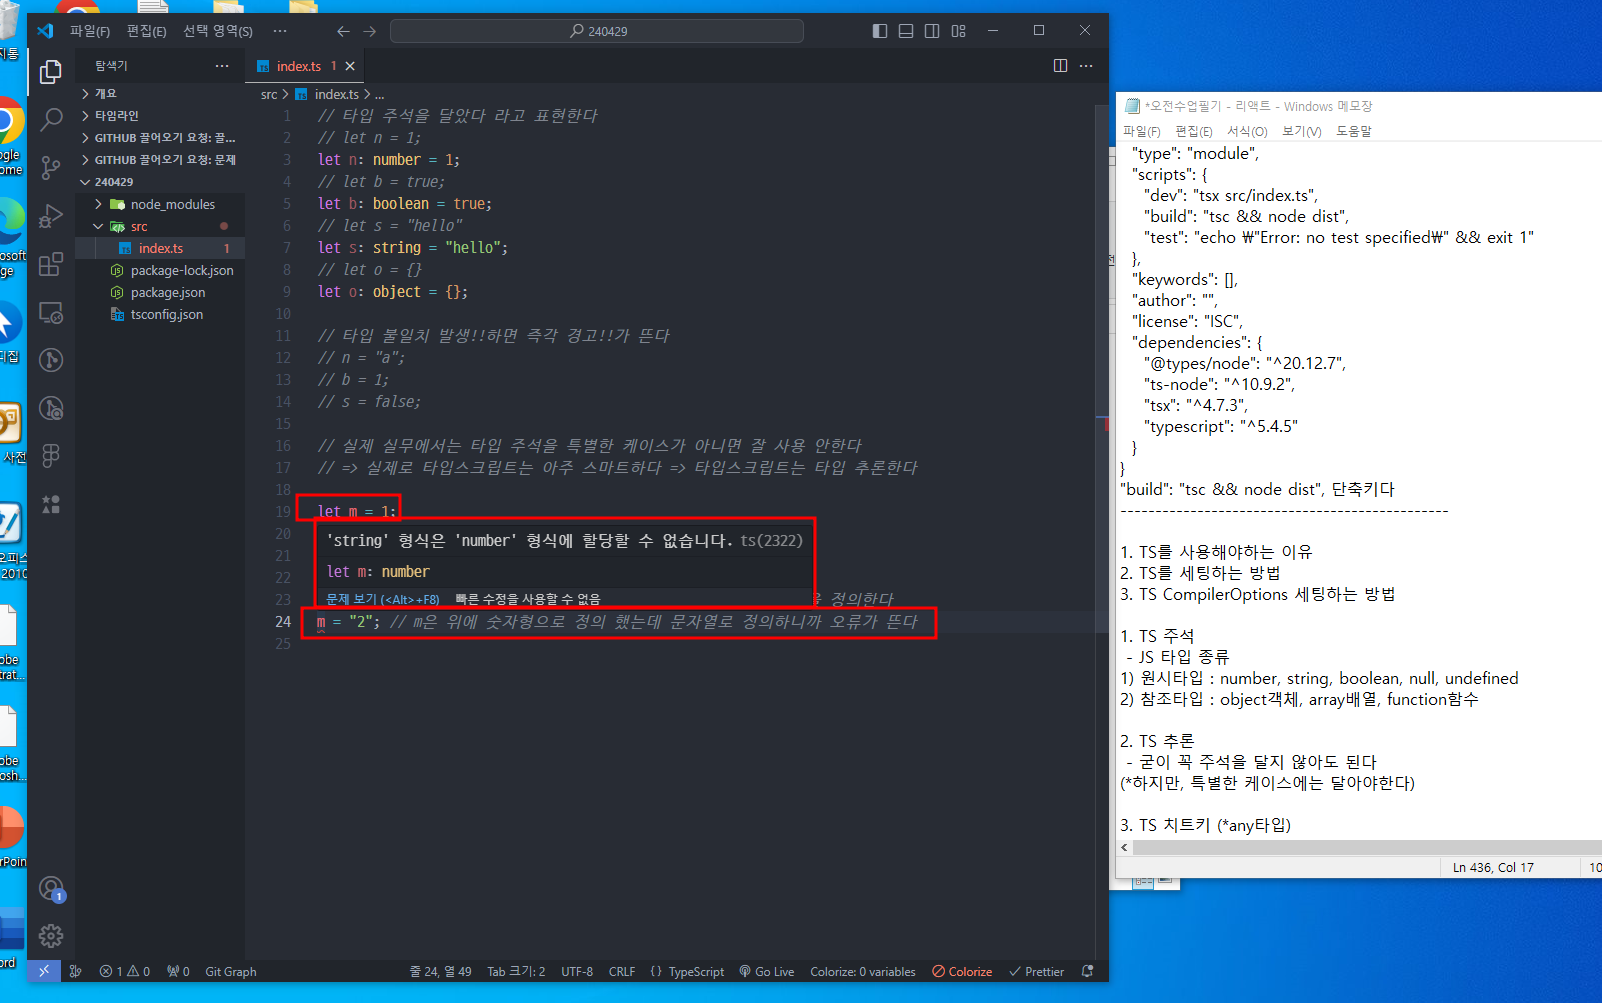 파일(F) 편집(E) 선택 영역(S) ··· 240429
탐색기
개요
타임라인
GITHUB 끌어오기 요청: 끌...
GITHUB 끌어오기 요청: 문제
240429
node_modules
src
index.ts 1
package-lock.json
package.json
tsconfig.json
index.ts 1
src > index.ts > ...
1 // 타입 주석을 달았다 라고 표현한다
2 // let n = 1;
3 let n: number = 1;
4 // let b = true;
5 let b: boolean = true;
6 // let s = "hello"
7 let s: string = "hello";
8 // let o = {}
9 let o: object = {};
10
11 // 타입 불일치 발생!!하면 즉각 경고!!가 뜬다
12 // n = "a";
13 // b = 1;
14 // s = false;
15
16 // 실제 실무에서는 타입 주석을 특별한 케이스가 아니면 잘 사용 안한다
17 // => 실제로 타입스크립트는 아주 스마트하다 => 타입스크립트는 타입 추론한다
18
19 let m = 1;
20
21
22
23 정의한다
'string' 형식은 'number' 형식에 할당할 수 없습니다. ts(2322)
let m: number
문제 보기 (<Alt>+F8) 빠른 수정을 사용할 수 없음
24 m = "2"; // m은 위에 숫자형으로 정의 했는데 문자열로 정의하니까 오류가 뜬다
25
1
1 0 0 Git Graph 줄 24, 열 49 Tab 크기: 2 UTF-8 CRLF {} TypeScript Go Live Colorize: 0 variables Colorize Prettier
*오전수업필기 - 리액트 - Windows 메모장
파일(F) 편집(E) 서식(O) 보기(V) 도움말
"type": "module",
"scripts": {
"dev": "tsx src/index.ts",
"build": "tsc && node dist",
"test": "echo ₩"Error: no test specified₩" && exit 1"
},
"keywords": [],
"author": "",
"license": "ISC",
"dependencies": {
"@types/node": "^20.12.7",
"ts-node": "^10.9.2",
"tsx": "^4.7.3",
"typescript": "^5.4.5"
}
}
"build": "tsc && node dist", 단축키다
-----------------------------------------------
1. TS를 사용해야하는 이유
2. TS를 세팅하는 방법
3. TS CompilerOptions 세팅하는 방법
1. TS 주석
- JS 타입 종류
1) 원시타입 : number, string, boolean, null, undefined
2) 참조타입 : object객체, array배열, function함수
2. TS 추론
- 굳이 꼭 주석을 달지 않아도 된다
(*하지만, 특별한 케이스에는 달아야한다)
3. TS 치트키 (*any타입)
Ln 436, Col 17